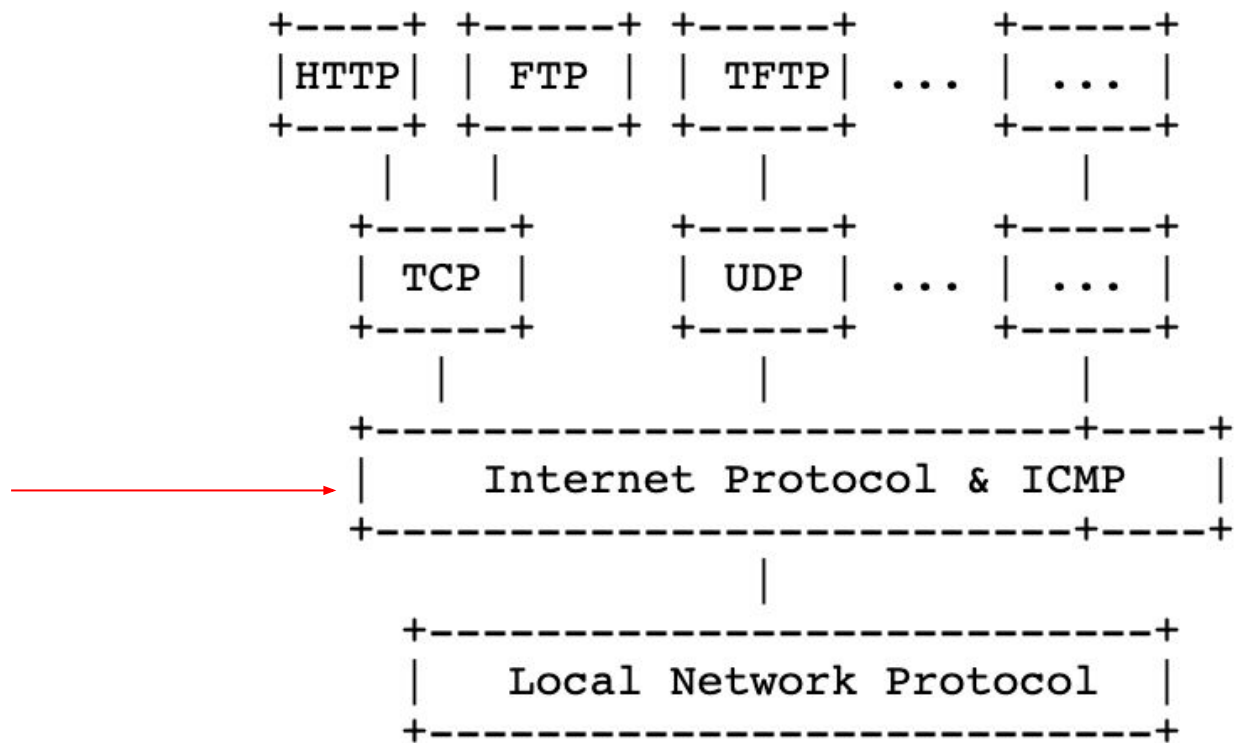 +----+ +-----+ +-----+     +-----+
|HTTP| | FTP | | TFTP| ... | ... |
+----+ +-----+ +-----+     +-----+
    |   |         |           |
   +-----+     +-----+     +-----+
   | TCP |     | UDP | ... | ... |
   +-----+     +-----+     +-----+
      |           |           |
   +--------------------------+----+
   |    Internet Protocol & ICMP   |
   +--------------------------+----+
                  |
     +---------------------------+
     |   Local Network Protocol  |
     +---------------------------+